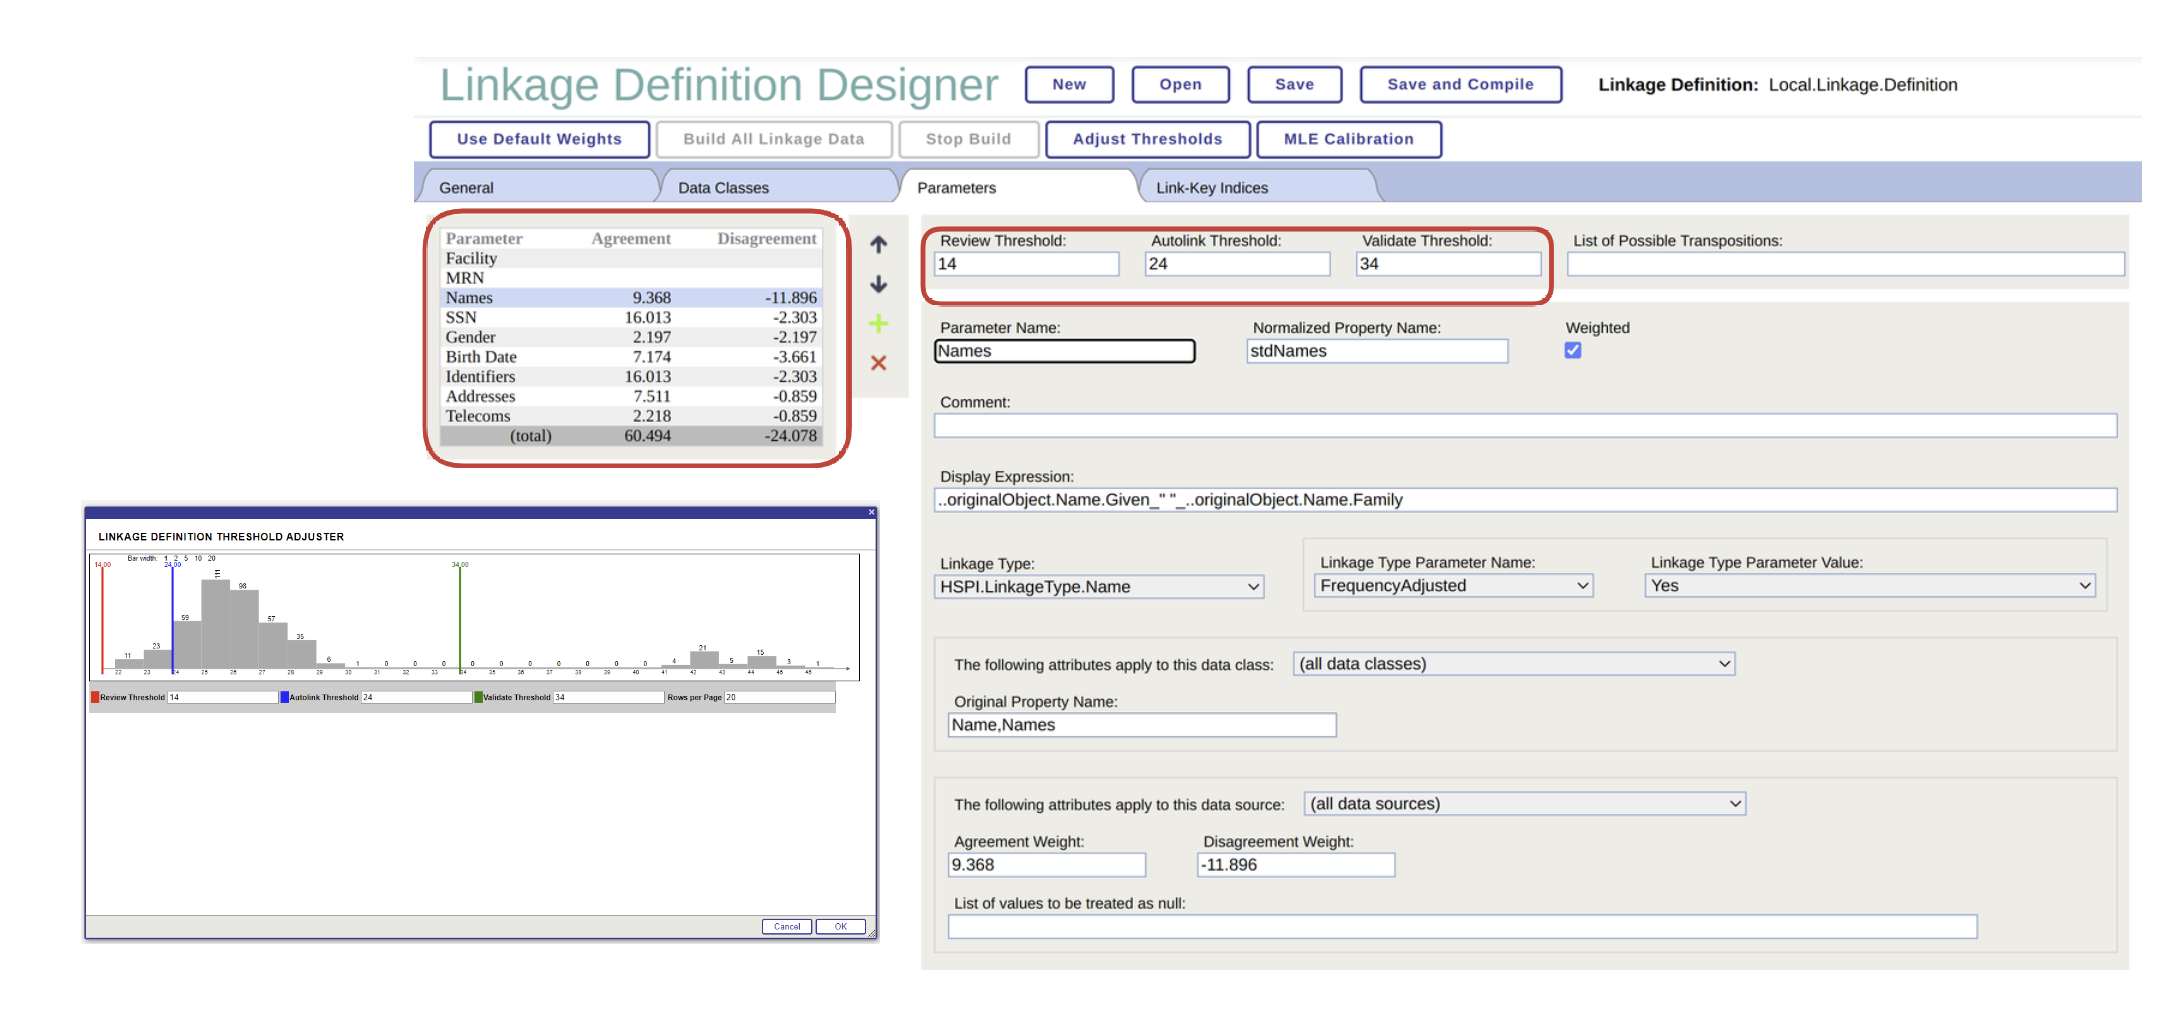 Linkage Definition Designer New Open Save Save and Compile Linkage Definition: Local.Linkage.Definition
Use Default Weights Build All Linkage Data Stop Build Adjust Thresholds MLE Calibration
General Data Classes Parameters Link-Key Indices
Parameter Agreement Disagreement
Facility
MRN
Names 9.368 -11.896
SSN 16.013 -2.303
Gender 2.197 -2.197
Birth Date 7.174 -3.661
Identifiers 16.013 -2.303
Addresses 7.511 -0.859
Telecoms 2.218 -0.859
(total) 60.494 -24.078
Review Threshold: Autolink Threshold: Validate Threshold: List of Possible Transpositions:
14 24 34
Parameter Name: Normalized Property Name: Weighted
Names stdNames
Comment:
Display Expression:
..originalObject.Name.Given_" "_..originalObject.Name.Family
Linkage Type: Linkage Type Parameter Name: Linkage Type Parameter Value:
HSPI.LinkageType.Name FrequencyAdjusted Yes
The following attributes apply to this data class: (all data classes)
Original Property Name:
Name,Names
The following attributes apply to this data source: (all data sources)
Agreement Weight: Disagreement Weight:
9.368 -11.896
List of values to be treated as null:
LINKAGE DEFINITION THRESHOLD ADJUSTER
Bar width: 1 2 5 10 20
14.00 24.00 34.00
11 23 59 111 98 57 35 6 1 0 0 0 0 0 0 0 0 0 0 4 21 5 15 3 1
22 23 24 25 26 27 28 29 30 31 32 33 34 35 36 37 38 39 40 41 42 43 44 45 46
Review Threshold 14 Autolink Threshold 24 Validate Threshold 34 Rows per Page 20
Cancel OK